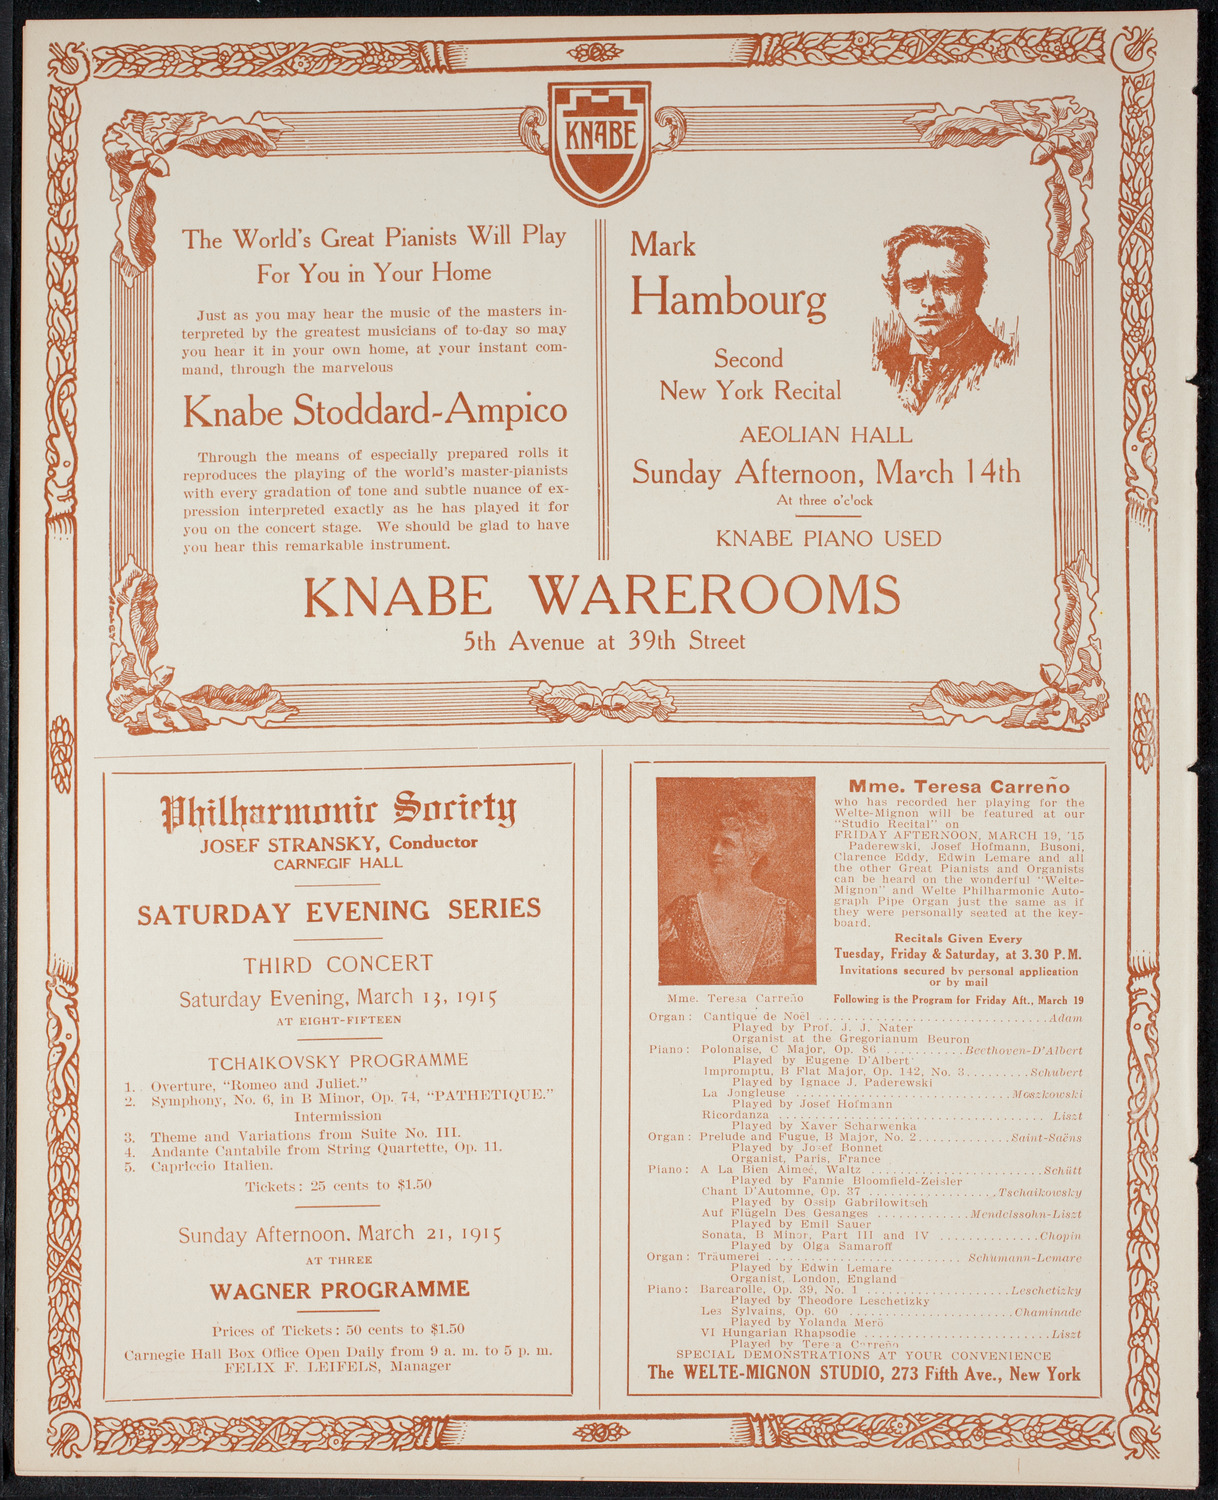 KNABE
The World's Great Pianists Will Play
For You in Your Home
Just as you may hear the music of the masters in-
terpreted by the greatest musicians of to-day so may
you hear it in your own home, at your instant com-
mand, through the marvelous
Knabe Stoddard-Ampico
Through the means of especially prepared rolls it
reproduces the playing of the world's master-pianists
with every gradation of tone and subtle nuance of ex-
pression interpreted exactly as he has played it for
you on the concert stage. We should be glad to have
you hear this remarkable instrument.
Mark
Hambourg
Second
New York Recital
AEOLIAN HALL
Sunday Afternoon, March 14th
At three o'clock
KNABE PIANO USED
KNABE WAREROOMS
5th Avenue at 39th Street
Philharmonic Society
JOSEF STRANSKY, Conductor
CARNEGIE HALL
SATURDAY EVENING SERIES
THIRD CONCERT
Saturday Evening, March 13, 1915
AT EIGHT-FIFTEEN
TCHAIKOVSKY PROGRAMME
1. Overture, "Romeo and Juliet."
2. Symphony, No. 6, in B Minor, Op. 74, "PATHETIQUE."
Intermission
3. Theme and Variations from Suite No. III.
4. Andante Cantabile from String Quartette, Op. 11.
5. Capriccio Italien.
Tickets: 25 cents to $1.50
Sunday Afternoon, March 21, 1915
AT THREE
WAGNER PROGRAMME
Prices of Tickets: 50 cents to $1.50
Carnegie Hall Box Office Open Daily from 9 a. m. to 5 p. m.
FELIX F. LEIFELS, Manager
Mme. Teresa Carreño
Mme. Teresa Carreño
who has recorded her playing for the
Welte-Mignon will be featured at our
"Studio Recital" on
FRIDAY AFTERNOON, MARCH 19, '15
Paderewski, Josef Hofmann, Busoni,
Clarence Eddy, Edwin Lemare and all
the other Great Pianists and Organists
can be heard on the wonderful "Welte-
Mignon" and Welte Philharmonic Auto-
graph Pipe Organ just the same as if
they were personally seated at the key-
board.
Recitals Given Every
Tuesday, Friday & Saturday, at 3.30 P.M.
Invitations secured by personal application
or by mail
Following is the Program for Friday Aft., March 19
Organ: Cantique de Noël ..... Adam
Played by Prof. J. J. Nater
Organist at the Gregorianum Beuron
Piano: Polonaise, C Major, Op. 86 ..... Beethoven-D'Albert
Played by Eugene D'Albert
Impromptu, B Flat Major, Op. 142, No. 3 ..... Schubert
Played by Ignace J. Paderewski
La Jongleuse ..... Moszkowski
Played by Josef Hofmann
Ricordanza ..... Liszt
Played by Xaver Scharwenka
Organ: Prelude and Fugue, B Major, No. 2 ..... Saint-Saëns
Played by Josef Bonnet
Organist, Paris, France
Piano: A La Bien Aimeé, Waltz ..... Schütt
Played by Fannie Bloomfield-Zeisler
Chant D'Automne, Op. 37 ..... Tschaikowsky
Played by Ossip Gabrilowitsch
Auf Flügeln Des Gesanges ..... Mendelssohn-Liszt
Played by Emil Sauer
Sonata, B Minor, Part III and IV ..... Chopin
Played by Olga Samaroff
Organ: Träumerei ..... Schumann-Lemare
Played by Edwin Lemare
Organist, London, England
Piano: Barcarolle, Op. 39, No. 1 ..... Leschetizky
Played by Theodore Leschetizky
Les Sylvains, Op. 60 ..... Chaminade
Played by Yolanda Merö
VI Hungarian Rhapsodie ..... Liszt
Played by Teresa Carreño
SPECIAL DEMONSTRATIONS AT YOUR CONVENIENCE
The WELTE-MIGNON STUDIO, 273 Fifth Ave., New York